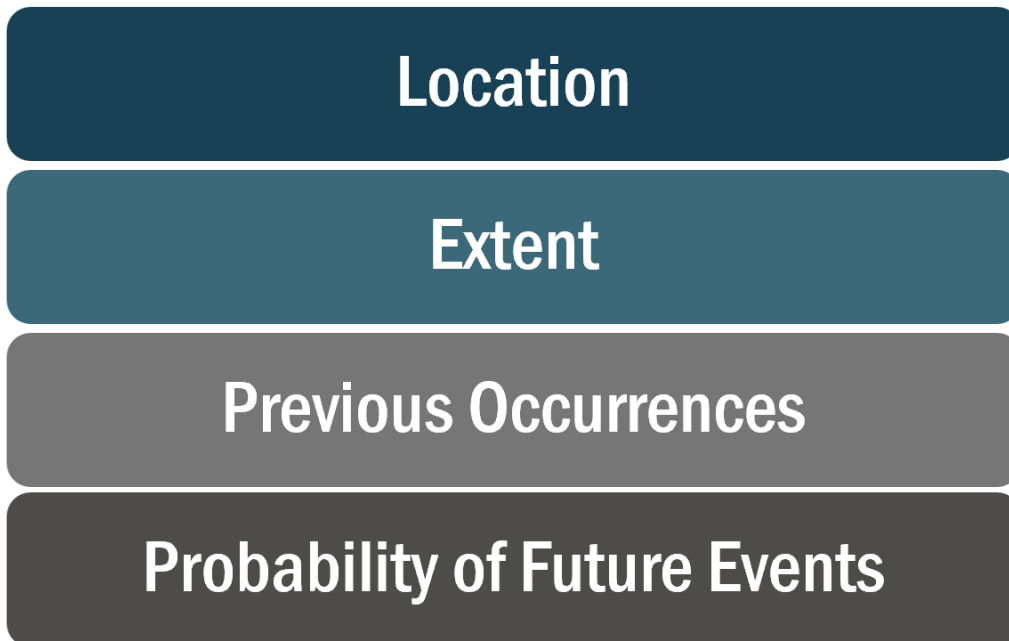 Location
Extent
Previous Occurrences
Probability of Future Events